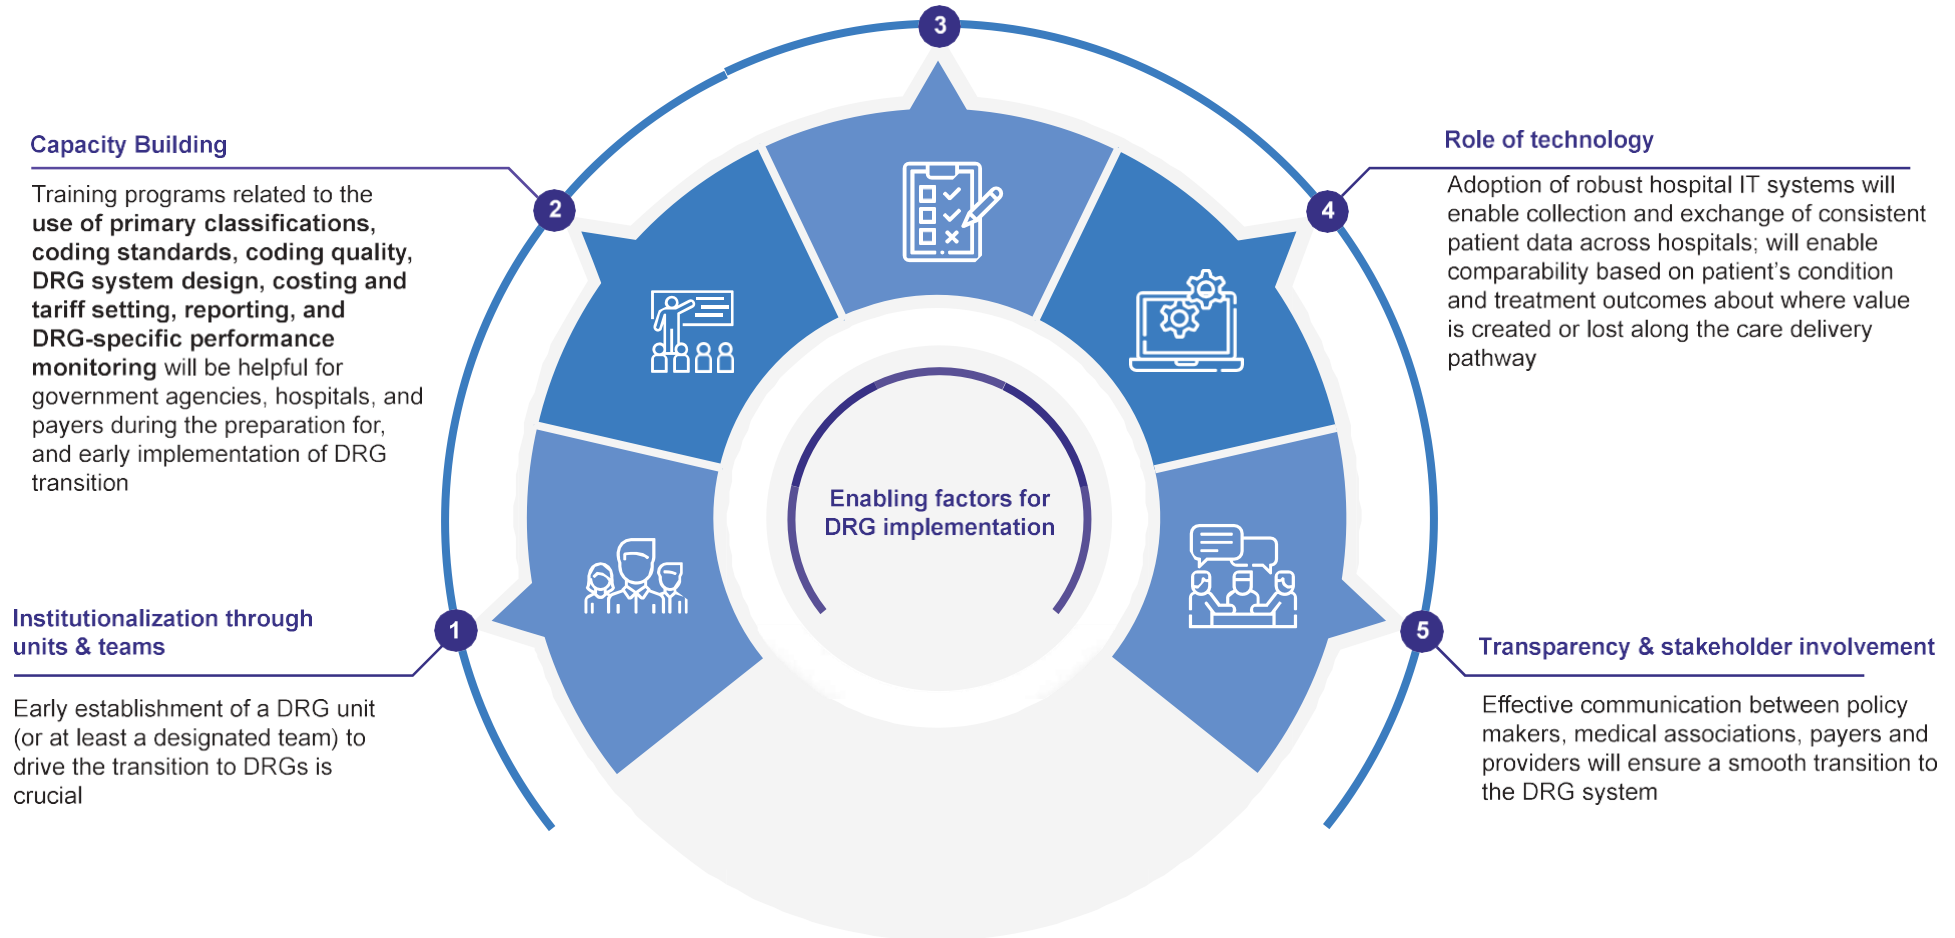 3
Capacity Building
2
Training programs related to the
use of primary classifications,
coding standards, coding quality,
DRG system design, costing and
tariff setting, reporting, and
DRG-specific performance
monitoring will be helpful for
government agencies, hospitals, and
payers during the preparation for,
and early implementation of DRG
transition
Role of technology
4
Adoption of robust hospital IT systems will
enable collection and exchange of consistent
patient data across hospitals; will enable
comparability based on patient's condition
and treatment outcomes about where value
is created or lost along the care delivery
pathway
Enabling factors for
DRG implementation
Institutionalization through
units & teams
1
Early establishment of a DRG unit
(or at least a designated team) to
drive the transition to DRGs is
crucial
5
Transparency & stakeholder involvement
Effective communication between policy
makers, medical associations, payers and
providers will ensure a smooth transition to
the DRG system